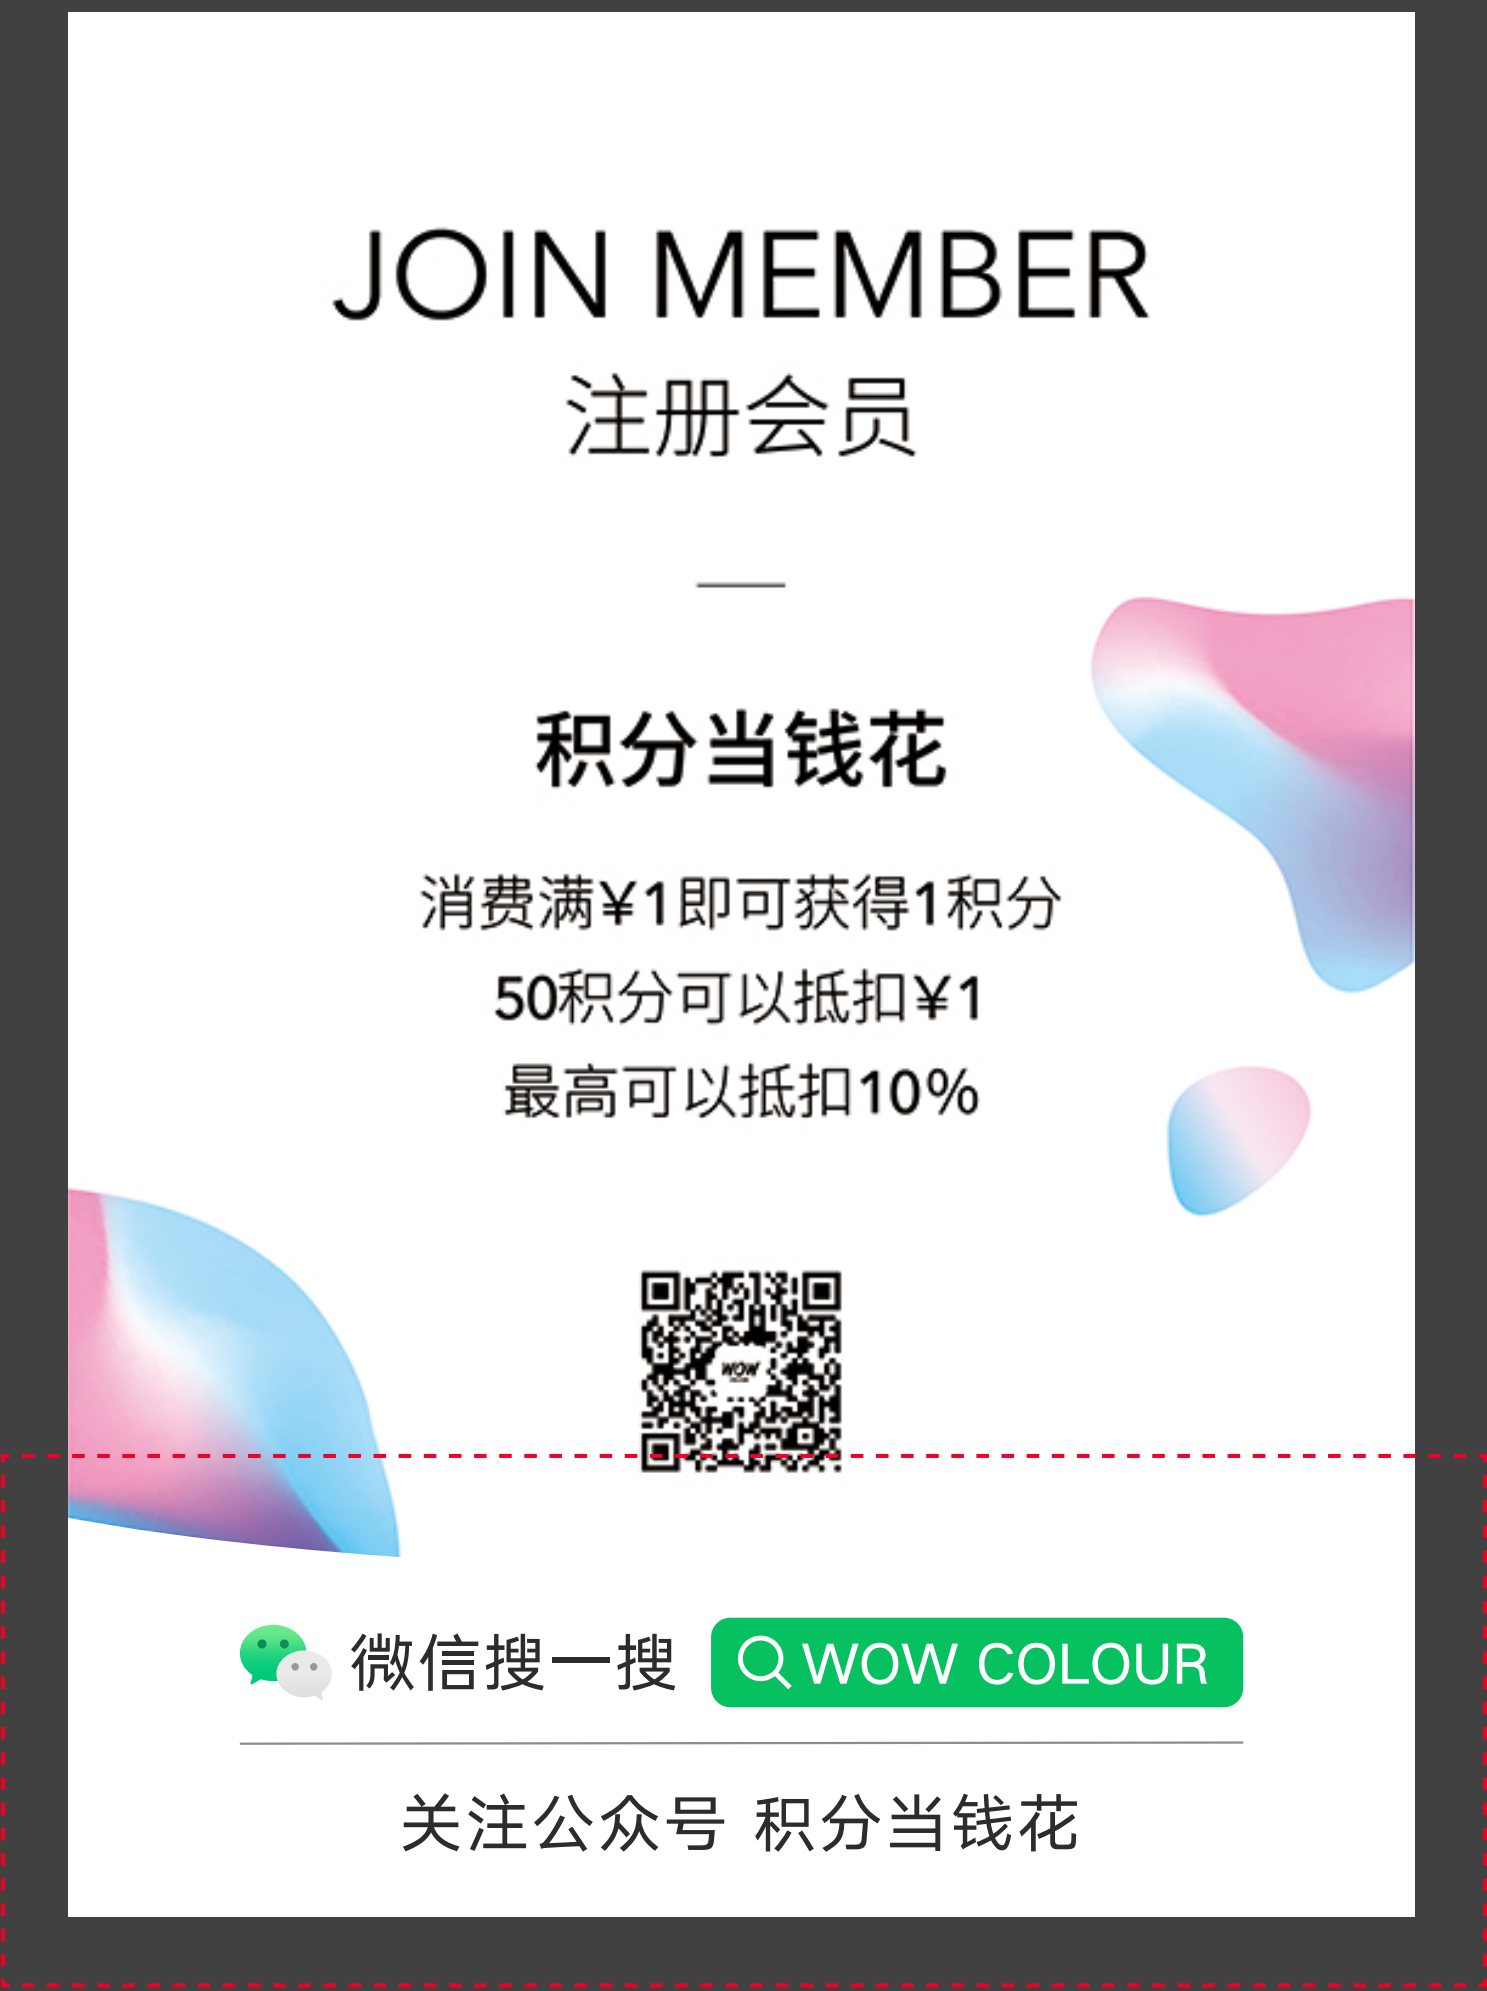 JOIN MEMBER
注册会员
积分当钱花
消费满¥1即可获得1积分
50积分可以抵扣¥1
最高可以抵扣10%
WOW
微信搜一搜 WOW COLOUR
关注公众号 积分当钱花